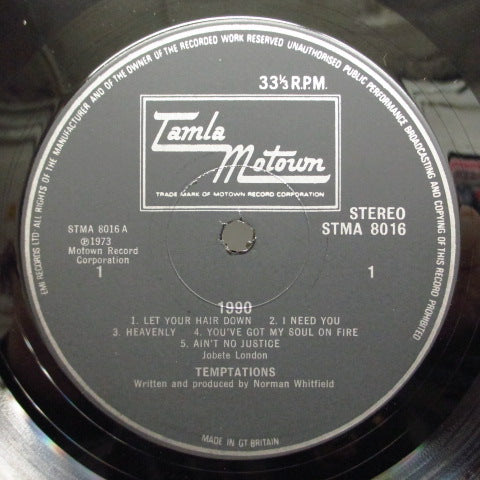 EMI RECORDS LTD ALL RIGHTS OF THE MANUFACTURER AND OF THE OWNER OF THE RECORDED WORK RESERVED UNAUTHORISED PUBLIC PERFORMANCE BROADCASTING AND COPYING OF THIS RECORD PROHIBITED
33⅓ R.P.M.
Tamla
Motown
TRADE MARK OF MOTOWN RECORD CORPORATION
STEREO
STMA 8016
STMA 8016 A
℗1973
Motown Record
Corporation
1
1
1990
1. LET YOUR HAIR DOWN 2. I NEED YOU
3. HEAVENLY 4. YOU'VE GOT MY SOUL ON FIRE
5. AIN'T NO JUSTICE
Jobete London
TEMPTATIONS
Written and produced by Norman Whitfield
MADE IN GT BRITAIN